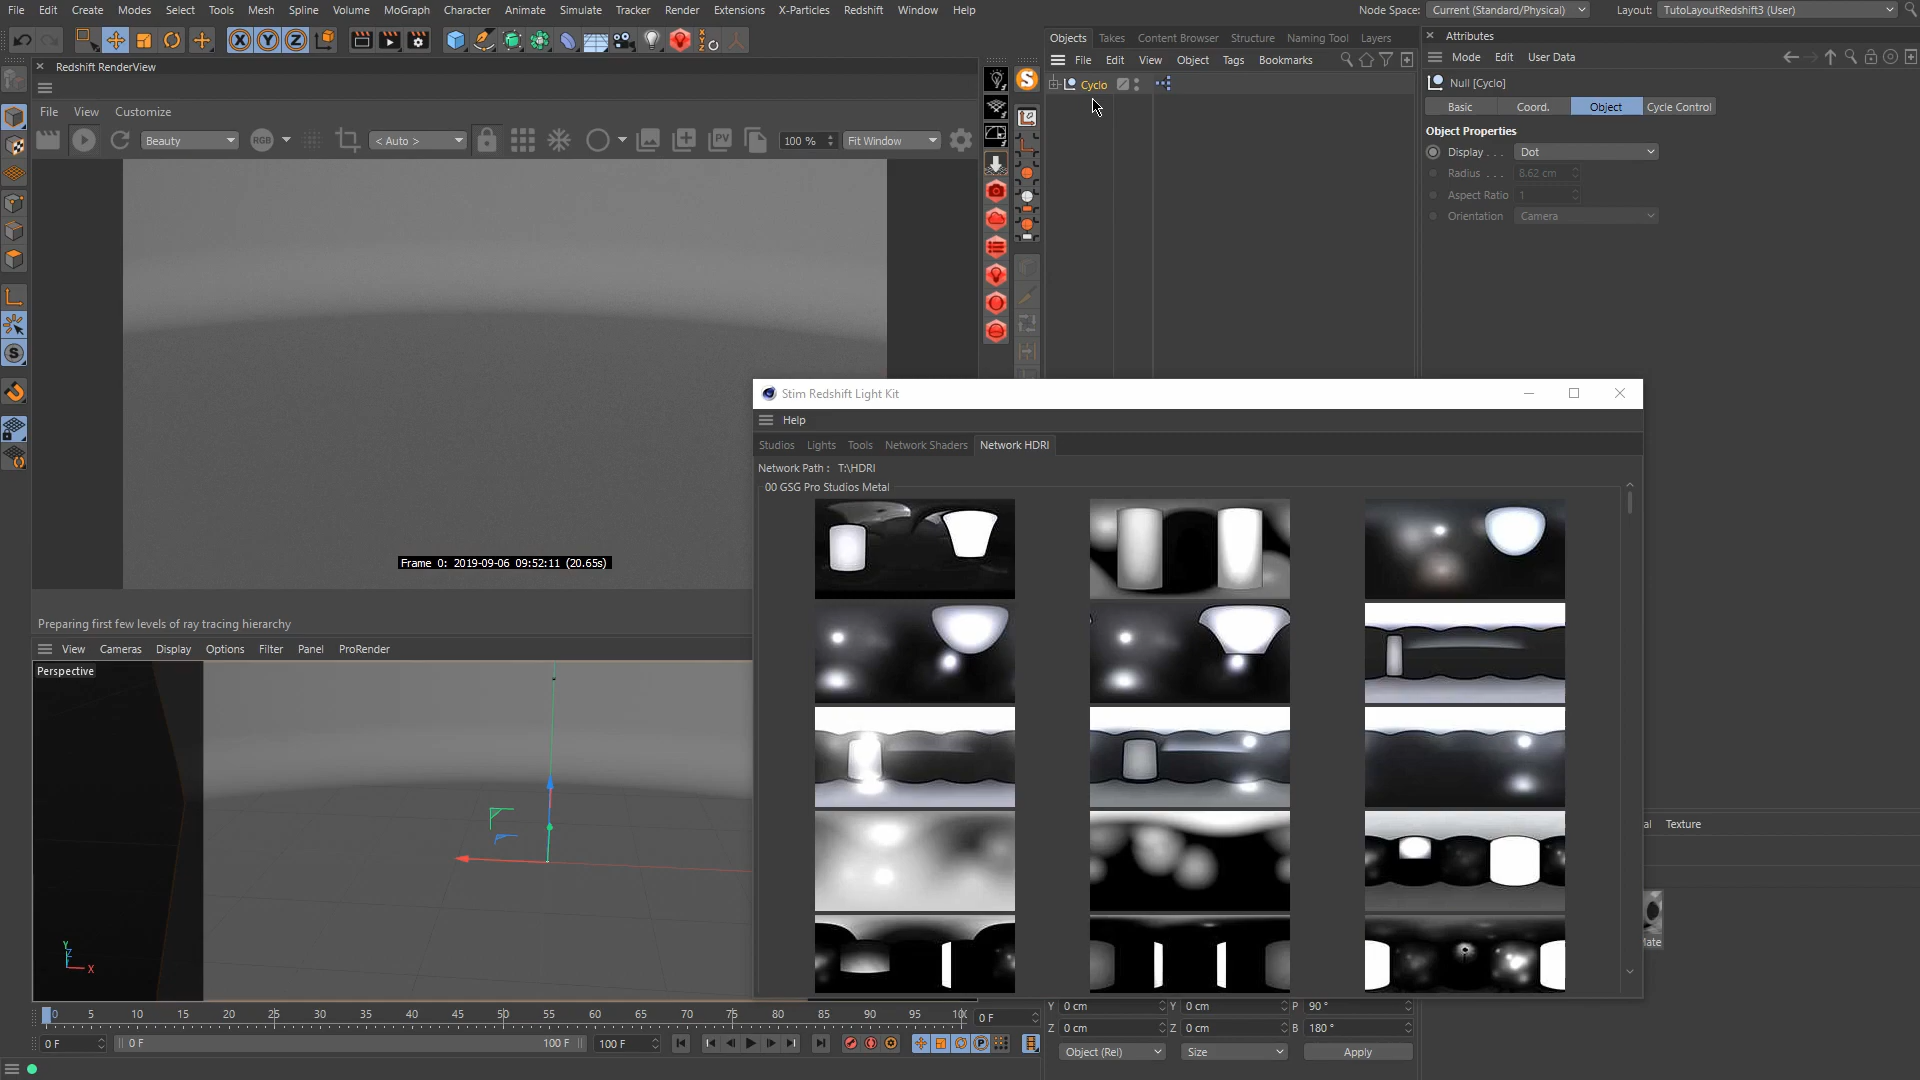 File Edit Create Modes Select Tools Mesh Spline Volume MoGraph Character Animate Simulate Tracker Render Extensions X-Particles Redshift Window Help
Node Space: Current (Standard/Physical) Layout: TutoLayoutRedshift3 (User)
Redshift RenderView
File View Customize
Beauty RGB < Auto > PV 100 % Fit Window
Frame 0: 2019-09-06 09:52:11 (20.65s)
Preparing first few levels of ray tracing hierarchy
View Cameras Display Options Filter Panel ProRender
Perspective
Y
Z
X
0 5 10 15 20 25 30 35 40 45 50 55 60 65 70 75 80 85 90 95 0 F
0 F 0 F 100 F 100 F
Objects Takes Content Browser Structure Naming Tool Layers
File Edit View Object Tags Bookmarks
Cyclo
Attributes
Mode Edit User Data
Null [Cyclo]
Basic Coord. Object Cycle Control
Object Properties
Display . . . Dot
Radius . . . 8.62 cm
Aspect Ratio 1
Orientation Camera
Stim Redshift Light Kit
Help
Studios Lights Tools Network Shaders Network HDRI
Network Path : T:\HDRI
00 GSG Pro Studios Metal
al Texture
Mate
Y 0 cm Y 0 cm P 90 °
Z 0 cm Z 0 cm B 180 °
Object (Rel) Size Apply